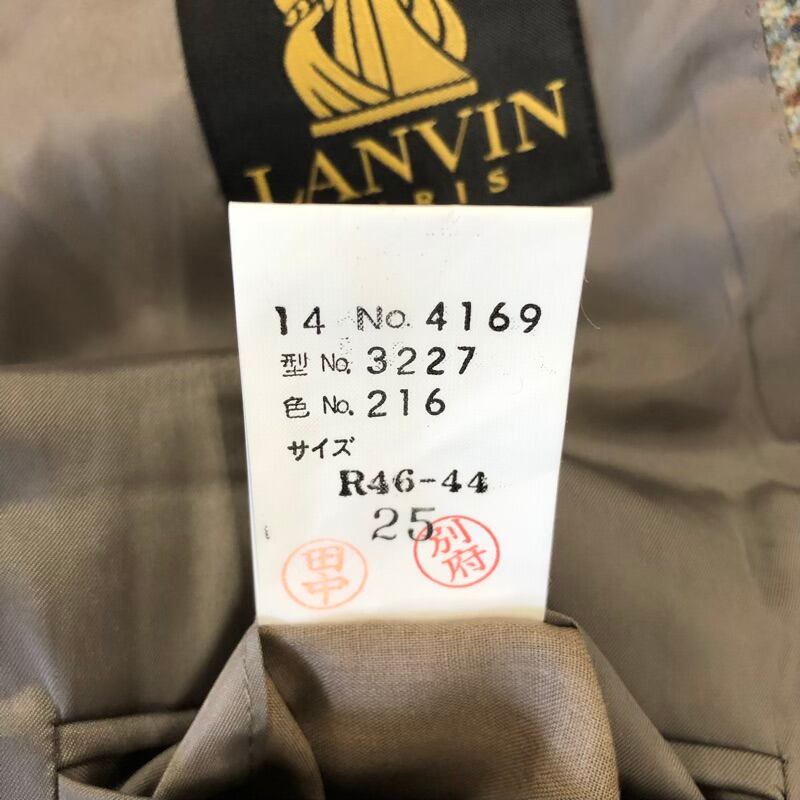 LANVIN
PARIS
14 No. 4169
型 No. 3227
色 No. 216
サイズ
R46-44
25
田中
別府